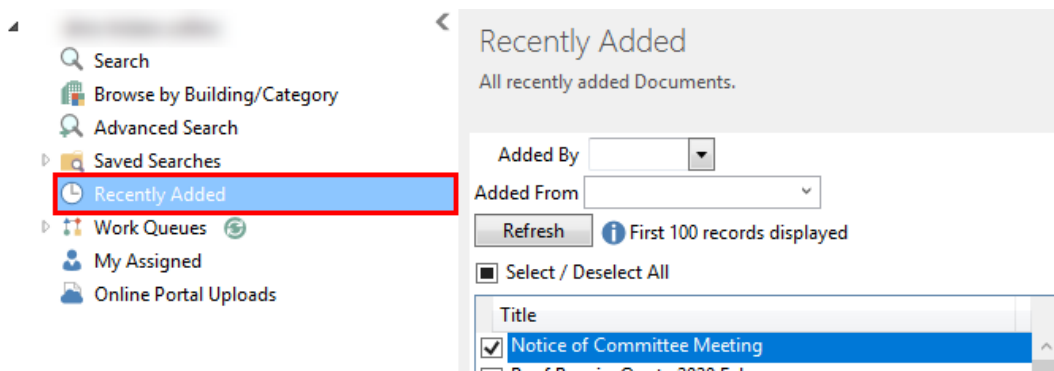 Search
Browse by Building/Category
Advanced Search
Saved Searches
Recently Added
Work Queues
My Assigned
Online Portal Uploads
Recently Added
All recently added Documents.
Added By
Added From
Refresh
First 100 records displayed
Select / Deselect All
Title
Notice of Committee Meeting